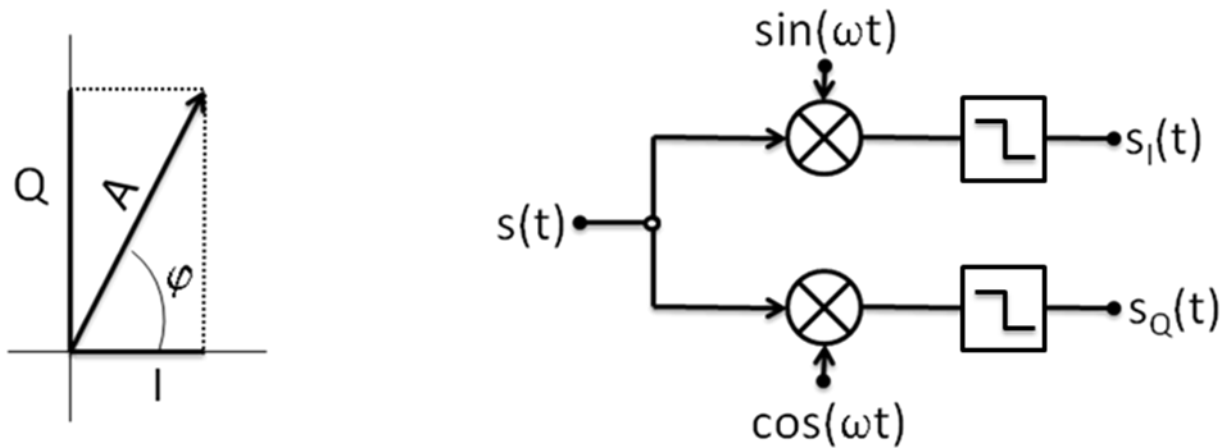 Q
A
φ
I
sin(ωt)
s(t)
s_I(t)
s_Q(t)
cos(ωt)